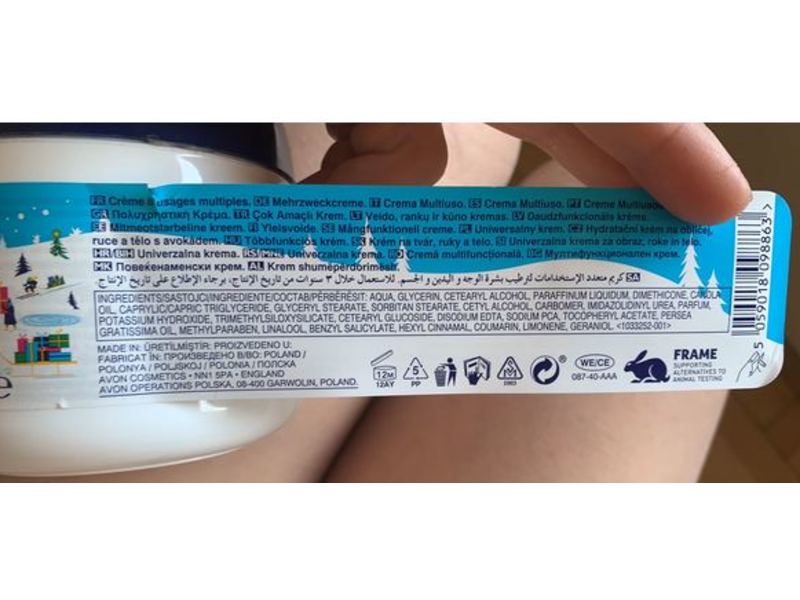 FR Crème à usages multiples. DE Mehrzweckcreme. IT Crema Multiuso. ES Crema Multiuso. PT Creme Multiusos
GR Πολυχρηστική Κρέμα. TR Çok Amaçlı Krem. LT Veido, rankų ir kūno kremas. LV Daudzfunkcionāls krēms.
EE Mitmeotstarbeline kreem. FI Yleisvoide. SE Mångfunktionell creme. PL Uniwersalny krem. CZ Hydratační krém na obličej,
ruce a tělo s avokádem. HU Többfunkciós krém. SK Krém na tvár, ruky a telo. SI Univerzalna krema za obraz, roke in telo.
HR/BIH Univerzalna krema. RS/MNE Univerzalna krema. RO Cremă multifuncţională. BG Мултифункционален крем.
MK Повеќенаменски крем. AL Krem shumëpërdorimesh.
SA كريم متعدد الإستخدامات لترطيب بشرة الوجه و اليدين و الجسم. للاستعمال خلال ٣ سنوات من تاريخ الإنتاج، برجاء الإطلاع على تاريخ الإنتاج.
INGREDIENTS/SASTOJCI/INGREDIENTE/СОСТАВ/PËRBËRËSIT: AQUA, GLYCERIN, CETEARYL ALCOHOL, PARAFFINUM LIQUIDUM, DIMETHICONE, CANOLA
OIL, CAPRYLIC/CAPRIC TRIGLYCERIDE, GLYCERYL STEARATE, SORBITAN STEARATE, CETYL ALCOHOL, CARBOMER, IMIDAZOLIDINYL UREA, PARFUM,
POTASSIUM HYDROXIDE, TRIMETHYLSILOXYSILICATE, CETEARYL GLUCOSIDE, DISODIUM EDTA, SODIUM PCA, TOCOPHERYL ACETATE, PERSEA
GRATISSIMA OIL, METHYLPARABEN, LINALOOL, BENZYL SALICYLATE, HEXYL CINNAMAL, COUMARIN, LIMONENE, GERANIOL. <1033252-001>
MADE IN: ÜRETİLMİŞTİR: PROIZVEDENO U:
FABRICAT ÎN: ПРОИЗВЕДЕНО В/ВО: POLAND /
POLONYA / POLJSKOJ / POLONIA / ПОЛСКА
AVON COSMETICS • NN1 5PA • ENGLAND
AVON OPERATIONS POLSKA, 08-400 GARWOLIN, POLAND.
12M
12AY
5
PP
WE/CE
087-40-AAA
FRAME
SUPPORTING
ALTERNATIVES TO
ANIMAL TESTING
5 059018 098863 >
e